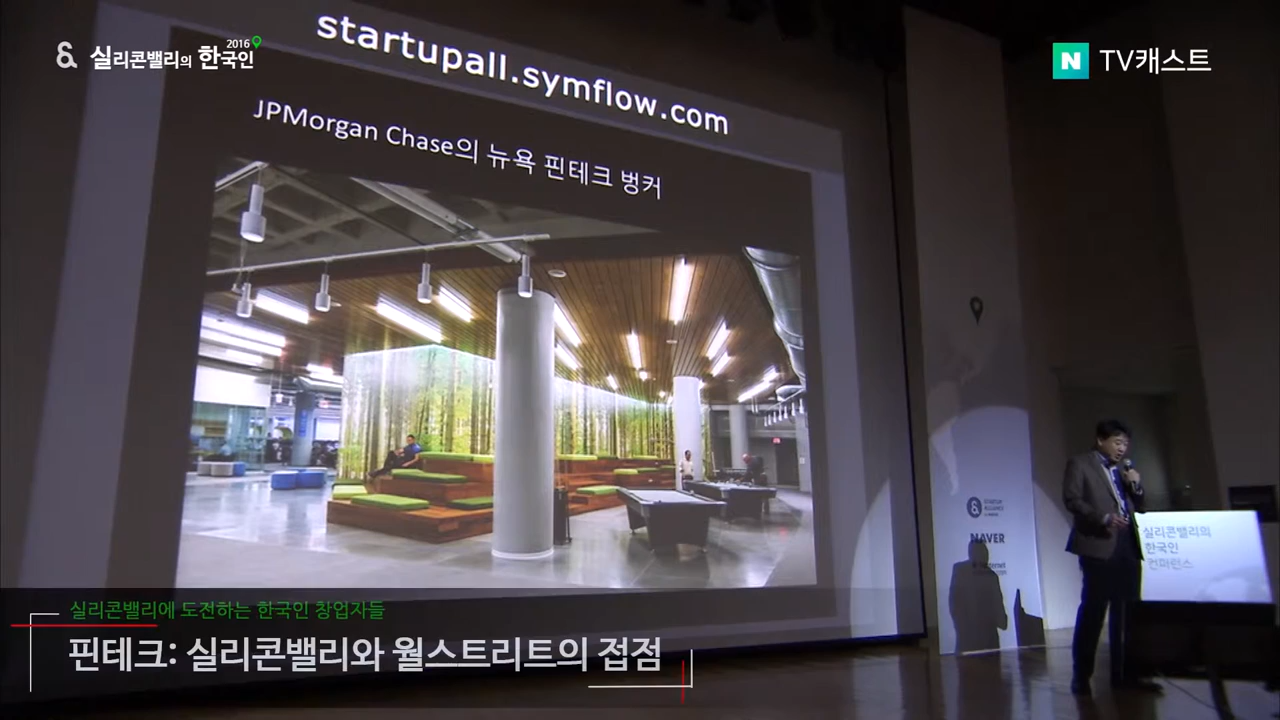 &
2016
실리콘밸리의 한국인
N TV캐스트
startupall.symflow.com
JPMorgan Chase의 뉴욕 핀테크 벙커
&
STARTUP
ALLIANCE
NAVER
실리콘밸리의
한국인
컨퍼런스
실리콘밸리에 도전하는 한국인 창업자들
핀테크: 실리콘밸리와 월스트리트의 접점